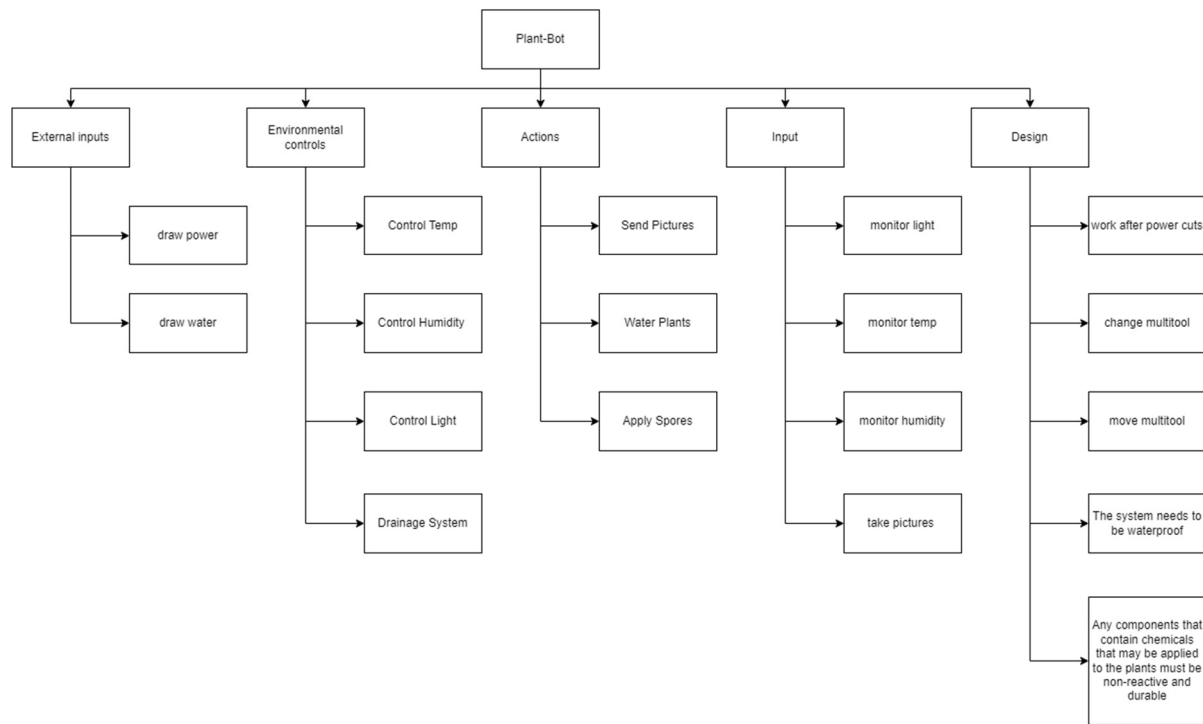 Plant-Bot
External inputs
Environmental
controls
Actions
Input
Design
draw power
draw water
Control Temp
Control Humidity
Control Light
Drainage System
Send Pictures
Water Plants
Apply Spores
monitor light
monitor temp
monitor humidity
take pictures
work after power cuts
change multitool
move multitool
The system needs to
be waterproof
Any components that
contain chemicals
that may be applied
to the plants must be
non-reactive and
durable